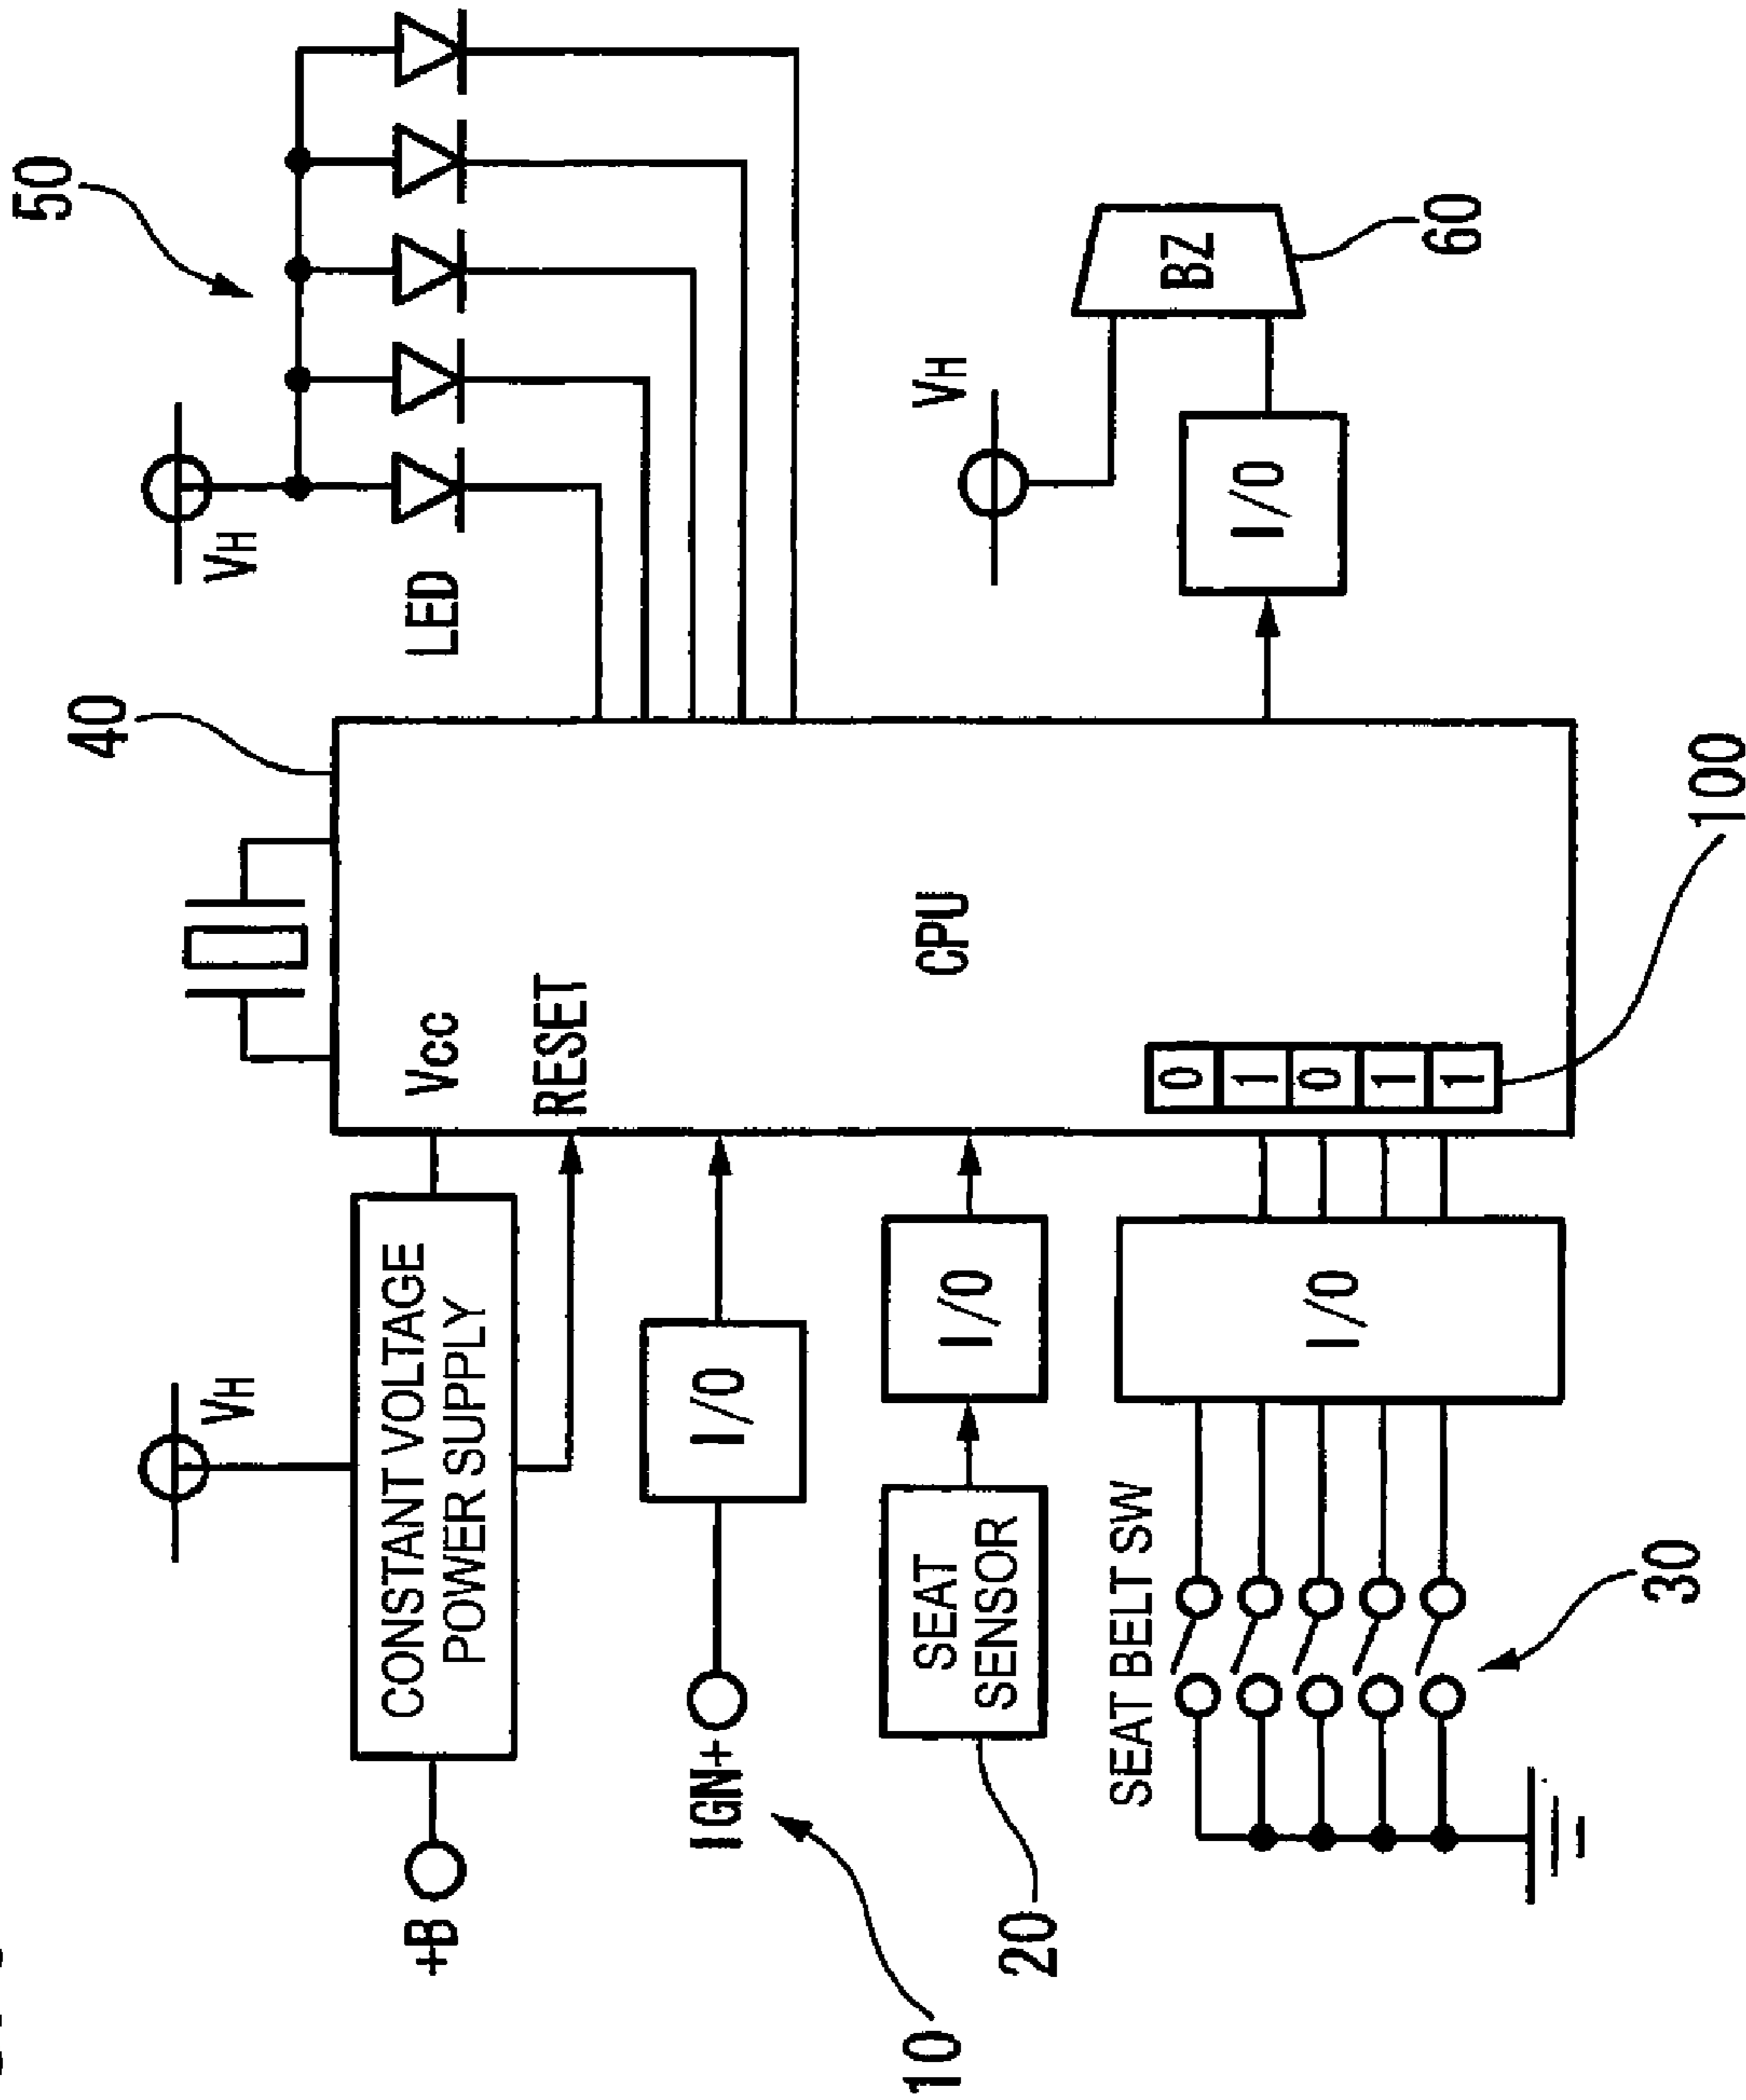 50
VH
LED
40
VH
BZ
60
I/O
Vcc
RESET
CPU
0
1
0
1
1
100
VH
CONSTANT VOLTAGE
POWER SUPPLY
+B
I/O
IGN+
10
I/O
SEAT
SENSOR
20
I/O
SEAT BELT SW
30